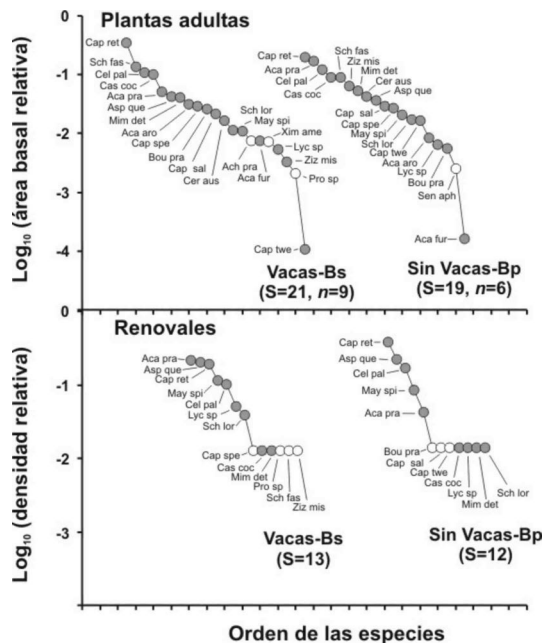 Plantas adultas
Log₁₀ (área basal relativa)
0
-1
-2
-3
-4
Cap ret
Sch fas
Cel pal
Cas coc
Aca pra
Asp que
Mim det
Aca aro
Cap spe
Bou pra
Cap sal
Cer aus
Sch lor
May spi
Ach pra
Aca fur
Xim ame
Lyc sp
Ziz mis
Pro sp
Cap twe
Vacas-Bs
(S=21, n=9)
Cap ret
Aca pra
Cel pal
Cas coc
Sch fas
Ziz mis
Mim det
Cer aus
Asp que
Cap sal
Cap spe
May spi
Sch lor
Cap twe
Aca aro
Lyc sp
Bou pra
Sen aph
Aca fur
Sin Vacas-Bp
(S=19, n=6)
Renovales
Log₁₀ (densidad relativa)
0
-1
-2
-3
Aca pra
Asp que
Cap ret
May spi
Cel pal
Lyc sp
Sch lor
Cap spe
Cas coc
Mim det
Pro sp
Sch fas
Ziz mis
Vacas-Bs
(S=13)
Cap ret
Asp que
Cel pal
May spi
Aca pra
Bou pra
Cap sal
Cap twe
Cas coc
Lyc sp
Mim det
Sch lor
Sin Vacas-Bp
(S=12)
Orden de las especies